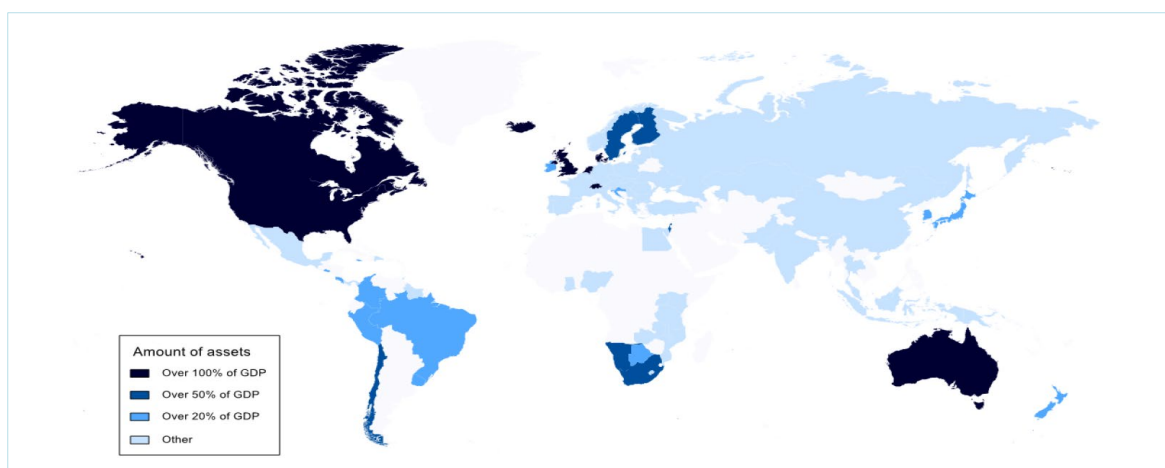 Amount of assets
Over 100% of GDP
Over 50% of GDP
Over 20% of GDP
Other